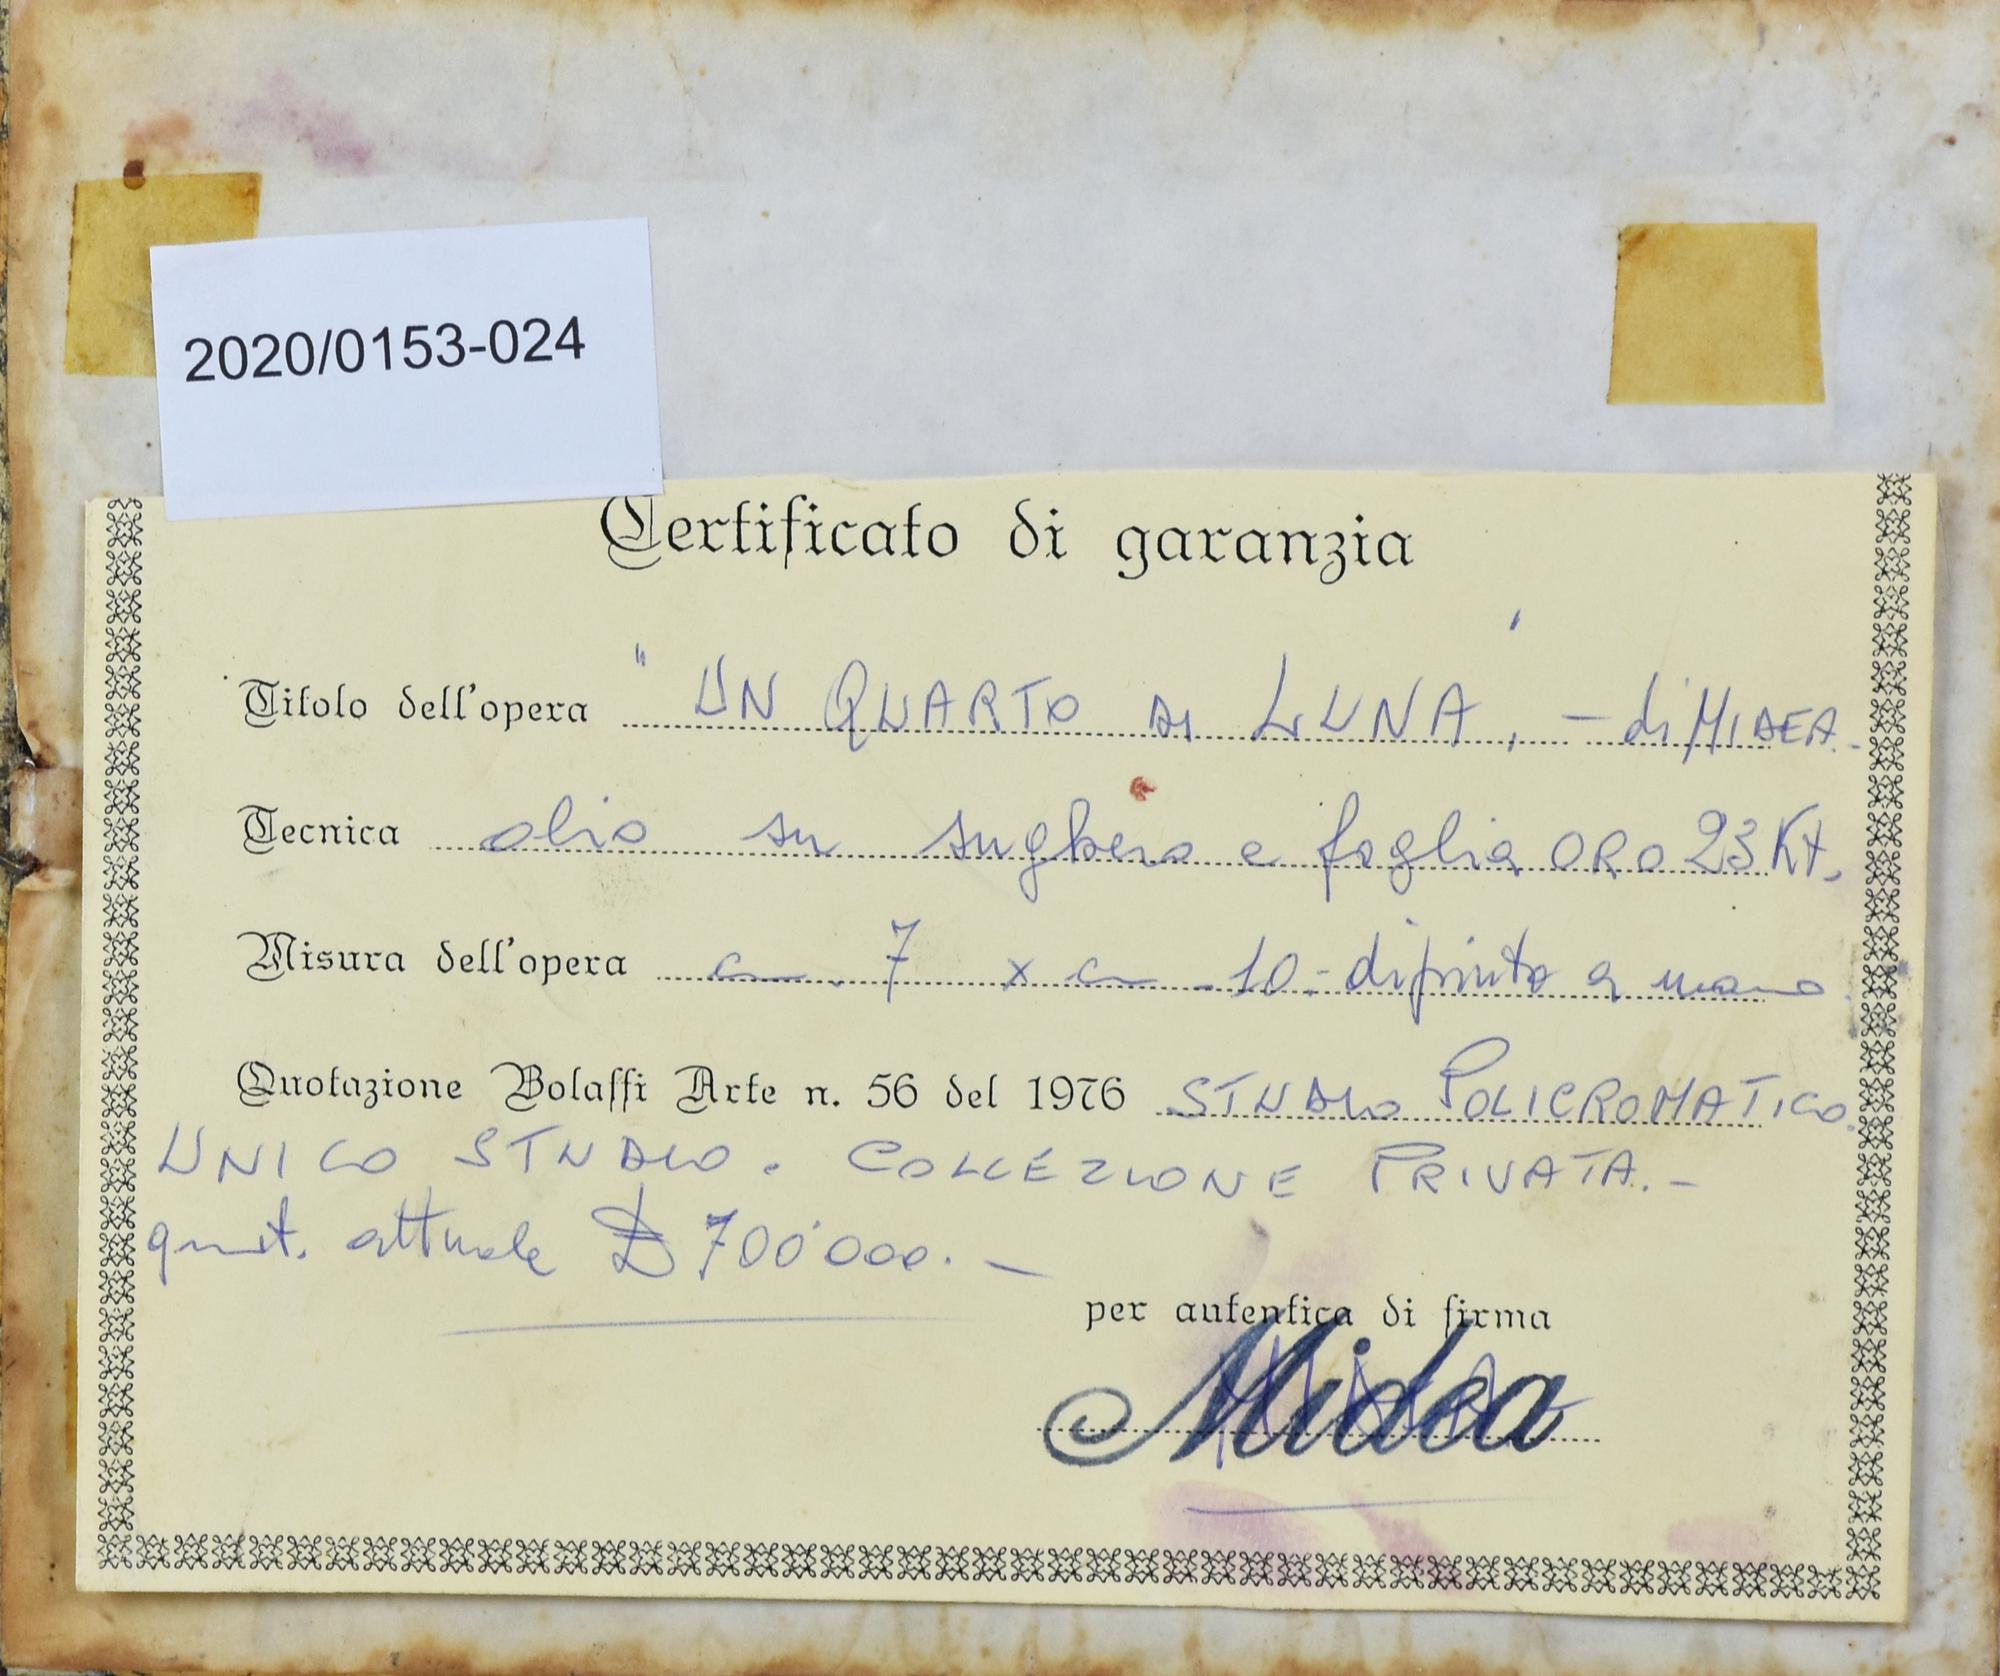 2020/0153-024
Certificato di garanzia
Titolo dell'opera " UN QUARTO DI LUNA, - di MIDEA.
Tecnica olio su sughero e foglia ORO 23 Kt.
Misura dell'opera cm. 7 x cm. 10 - dipinto a mano.
Quotazione Bolaffi Arte n. 56 del 1976 STUDIO POLICROMATICO.
UNICO STUDIO. COLLEZIONE PRIVATA. -
quot. attuale £ 700'000. -
per autentica di firma
Midea